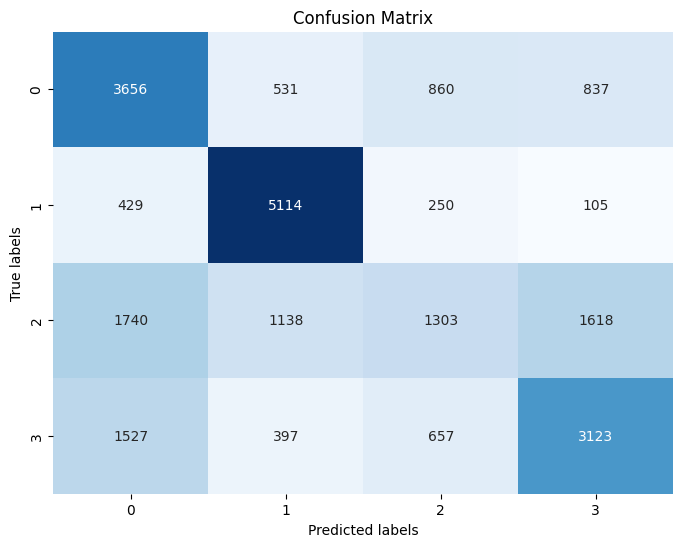 Confusion Matrix
True labels
0 3656 531 860 837
1 429 5114 250 105
2 1740 1138 1303 1618
3 1527 397 657 3123
0 1 2 3
Predicted labels